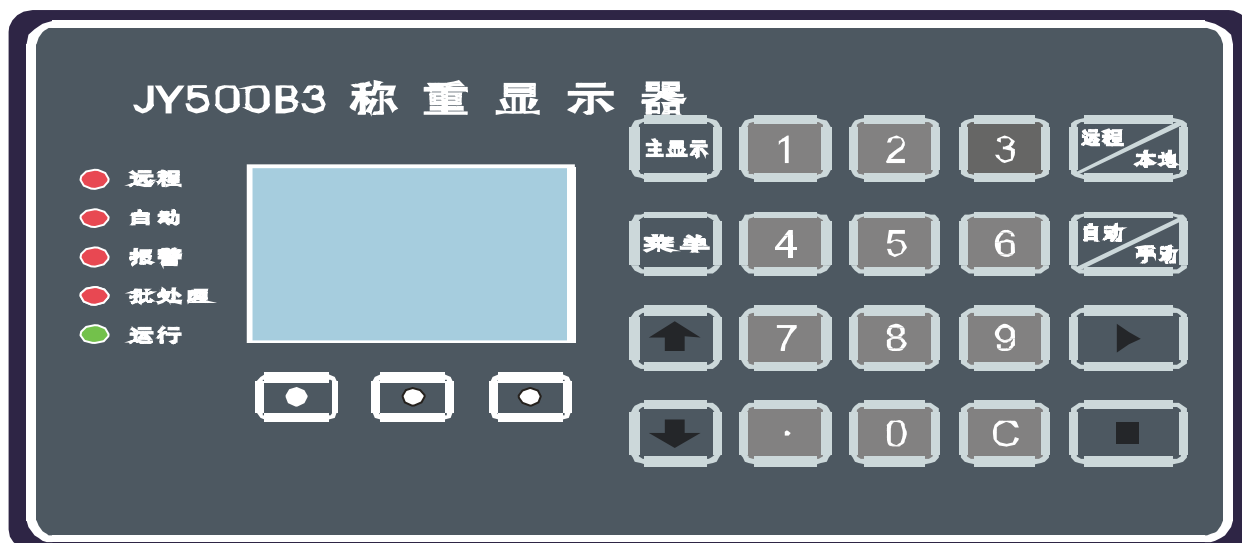 JY500B3 称重显示器
远程
自动
报警
批处理
运行
主显示 1 2 3 远程 本地
菜单 4 5 6 自动 手动
7 8 9
· 0 C